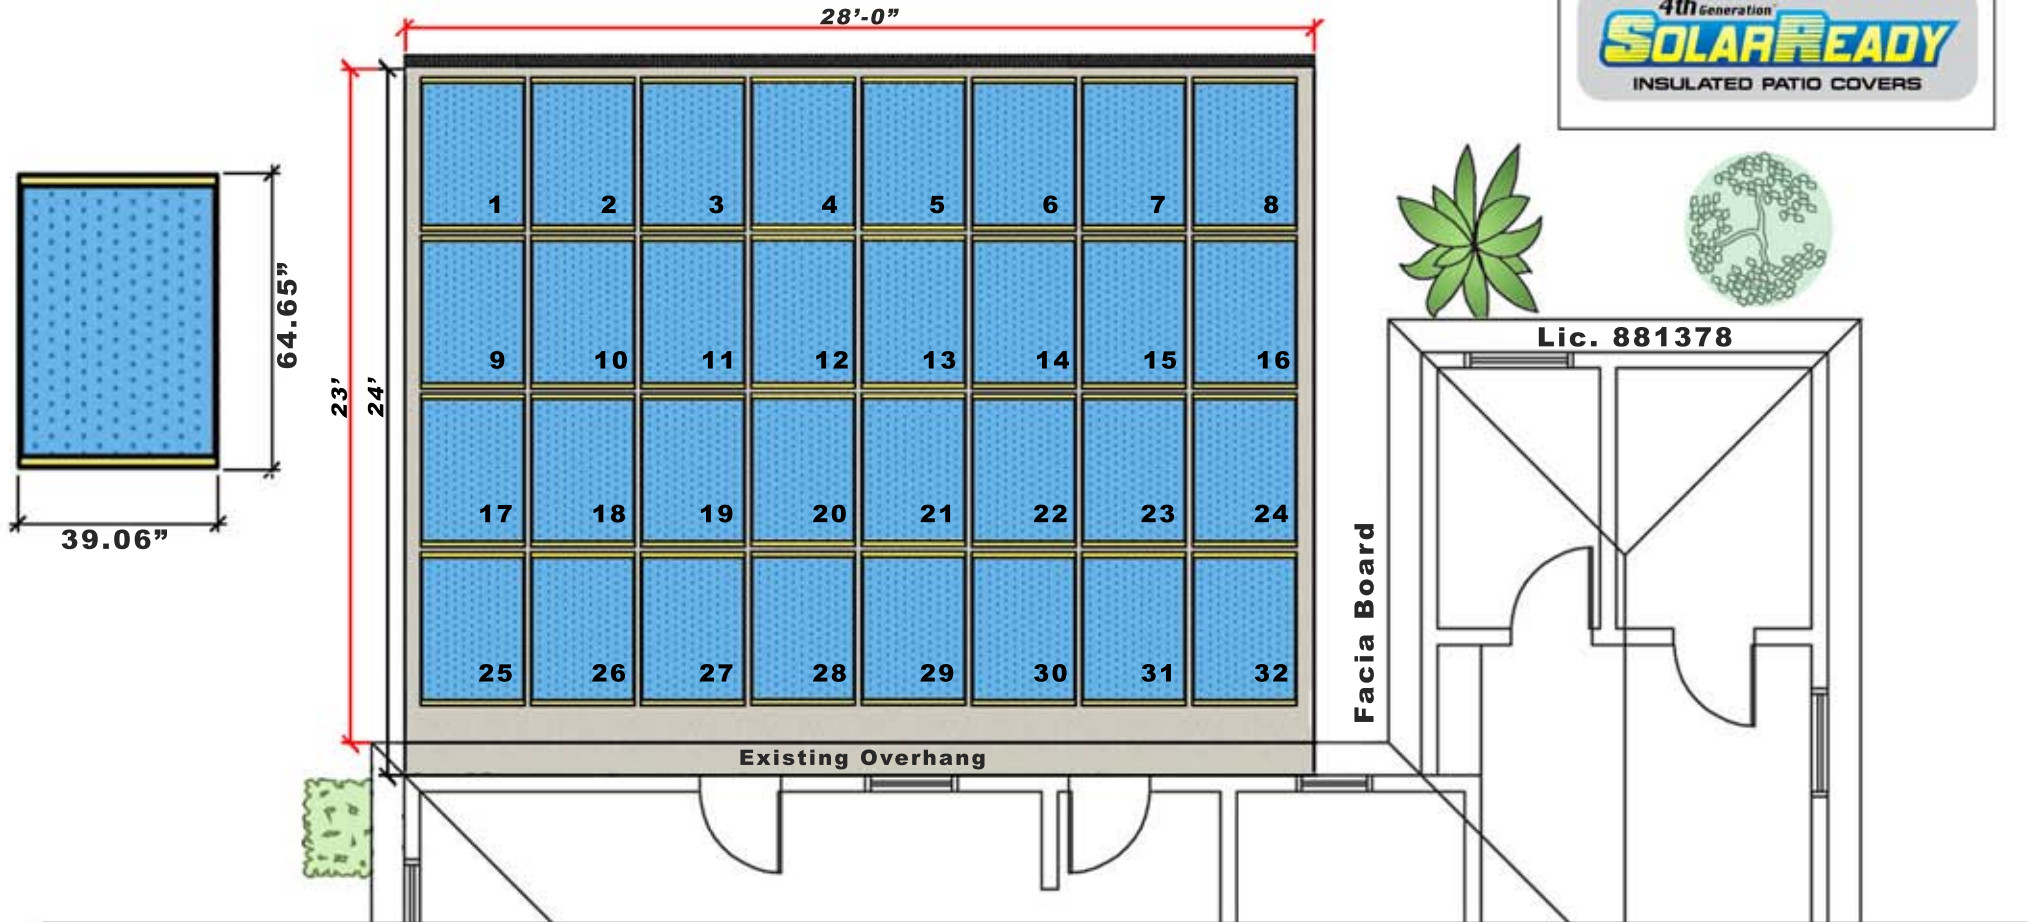 28’-0”
4th Generation
SOLARREADY
INSULATED PATIO COVERS
1 2 3 4 5 6 7 8
64.65”
39.06”
23’
24’
9 10 11 12 13 14 15 16
Lic. 881378
17 18 19 20 21 22 23 24
Facia Board
25 26 27 28 29 30 31 32
Existing Overhang